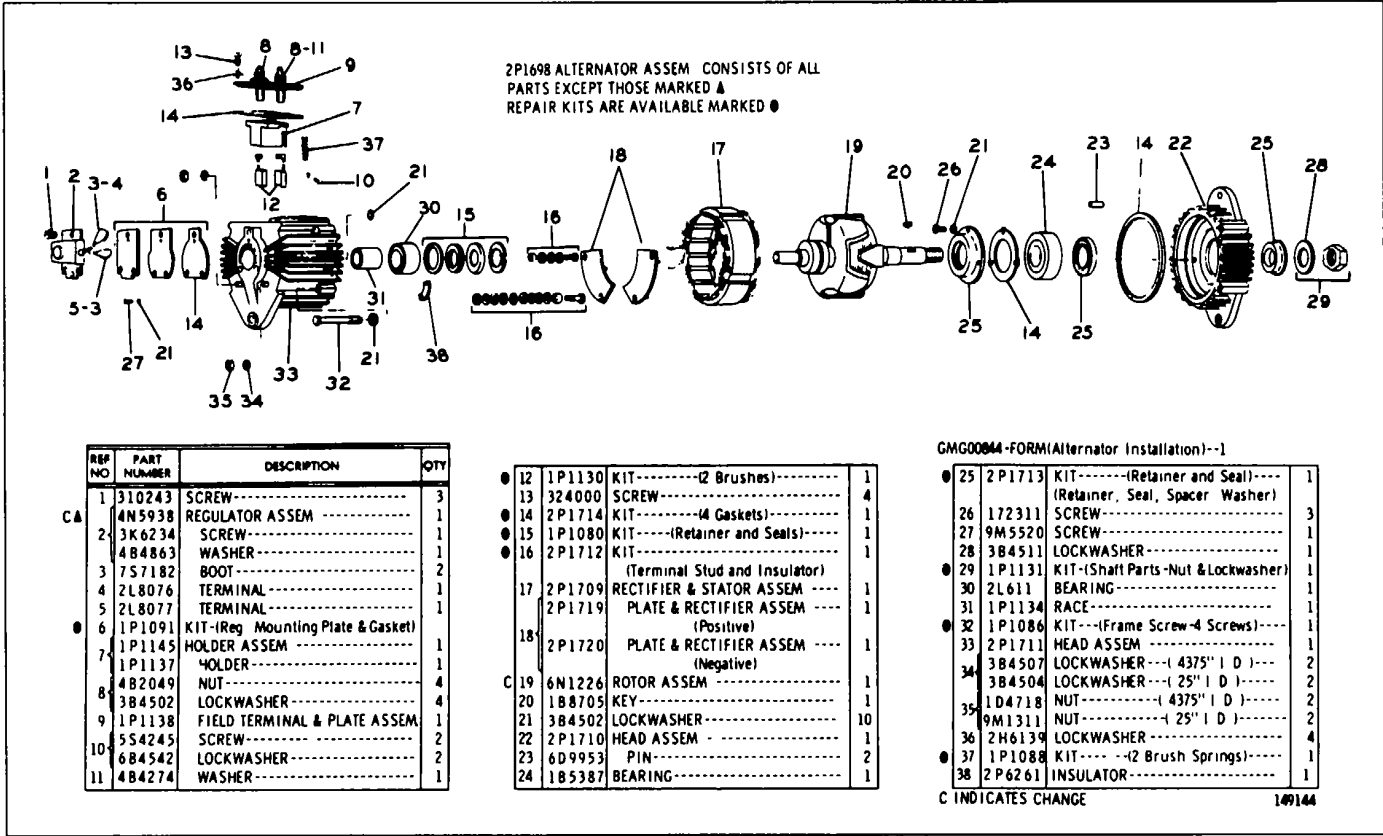 13 8 8-11
36 9
2P1698 ALTERNATOR ASSEM CONSISTS OF ALL
PARTS EXCEPT THOSE MARKED ▲
REPAIR KITS ARE AVAILABLE MARKED ●
14 7
37
10
12
1 2 3-4 6 21 30 15 16 18 17 19 20 26 21 24 23 14 22 25 28
5-3 27 21 14 33 31 32 21 38 16 25 14 25 29
35 34
REF NO PART NUMBER DESCRIPTION QTY
1 310243 SCREW 3
C▲ 4N5938 REGULATOR ASSEM 1
2 3K6234 SCREW 1
4B4863 WASHER 1
3 7S7182 BOOT 2
4 2L8076 TERMINAL 1
5 2L8077 TERMINAL 1
● 6 1P1091 KIT-(Reg Mounting Plate & Gasket) 1
7 1P1145 HOLDER ASSEM 1
1P1137 HOLDER 1
8 4B2049 NUT 4
3B4502 LOCKWASHER 4
9 1P1138 FIELD TERMINAL & PLATE ASSEM 1
10 5S4245 SCREW 2
6B4542 LOCKWASHER 2
11 4B4274 WASHER 1
● 12 1P1130 KIT--------(2 Brushes) 1
13 324000 SCREW 4
● 14 2P1714 KIT-----(4 Gaskets) 1
● 15 1P1080 KIT-----(Retainer and Seals) 1
● 16 2P1712 KIT 1
(Terminal Stud and Insulator)
17 2P1709 RECTIFIER & STATOR ASSEM 1
18 2P1719 PLATE & RECTIFIER ASSEM 1
(Positive)
2P1720 PLATE & RECTIFIER ASSEM 1
(Negative)
C 19 6N1226 ROTOR ASSEM 1
20 1B8705 KEY 1
21 3B4502 LOCKWASHER 10
22 2P1710 HEAD ASSEM 1
23 6D9953 PIN 2
24 1B5387 BEARING 1
GMG00844-FORM(Alternator Installation)--1
● 25 2P1713 KIT------(Retainer and Seal) 1
(Retainer, Seal, Spacer Washer)
26 172311 SCREW 3
27 9M5520 SCREW 1
28 3B4511 LOCKWASHER 1
● 29 1P1131 KIT-(Shaft Parts-Nut & Lockwasher) 1
30 2L611 BEARING 1
31 1P1134 RACE 1
● 32 1P1086 KIT---(Frame Screw-4 Screws) 1
33 2P1711 HEAD ASSEM 1
34 3B4507 LOCKWASHER---( 4375" I D ) 2
3B4504 LOCKWASHER---( 25" I D ) 2
35 1D4718 NUT----------( 4375" I D ) 2
9M1311 NUT----------( 25" I D ) 2
36 2H6139 LOCKWASHER 4
● 37 1P1088 KIT------(2 Brush Springs) 1
38 2P6261 INSULATOR 1
C INDICATES CHANGE 149144